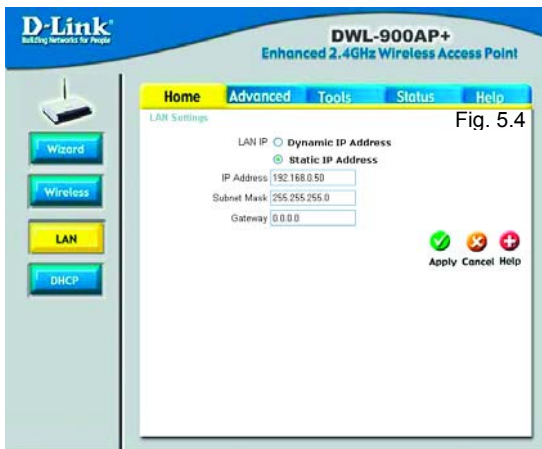 D-Link
Building Networks for People
DWL-900AP+
Enhanced 2.4GHz Wireless Access Point
Home Advanced Tools Status Help
LAN Settings
Fig. 5.4
Wizard
Wireless
LAN
DHCP
LAN IP Dynamic IP Address
Static IP Address
IP Address 192.168.0.50
Subnet Mask 255.255.255.0
Gateway 0.0.0.0
Apply Cancel Help